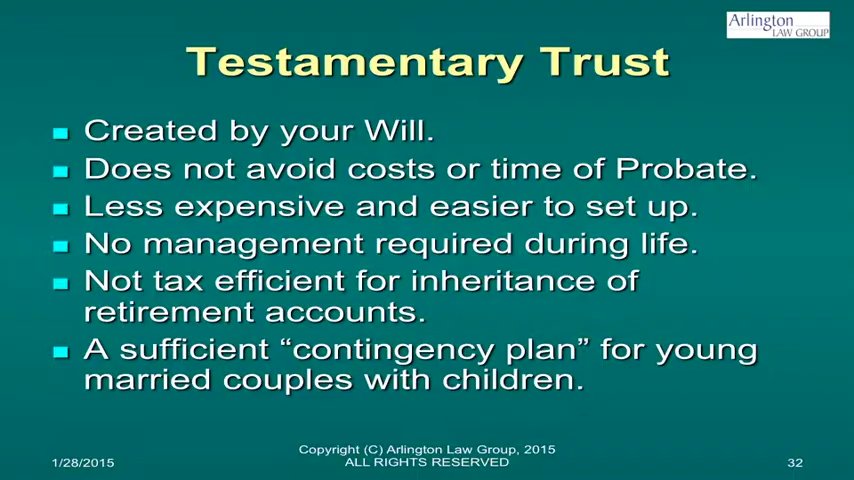 Arlington
LAW GROUP
Testamentary Trust
Created by your Will.
Does not avoid costs or time of Probate.
Less expensive and easier to set up.
No management required during life.
Not tax efficient for inheritance of
retirement accounts.
A sufficient “contingency plan” for young
married couples with children.
1/28/2015
Copyright (C) Arlington Law Group, 2015
ALL RIGHTS RESERVED
32